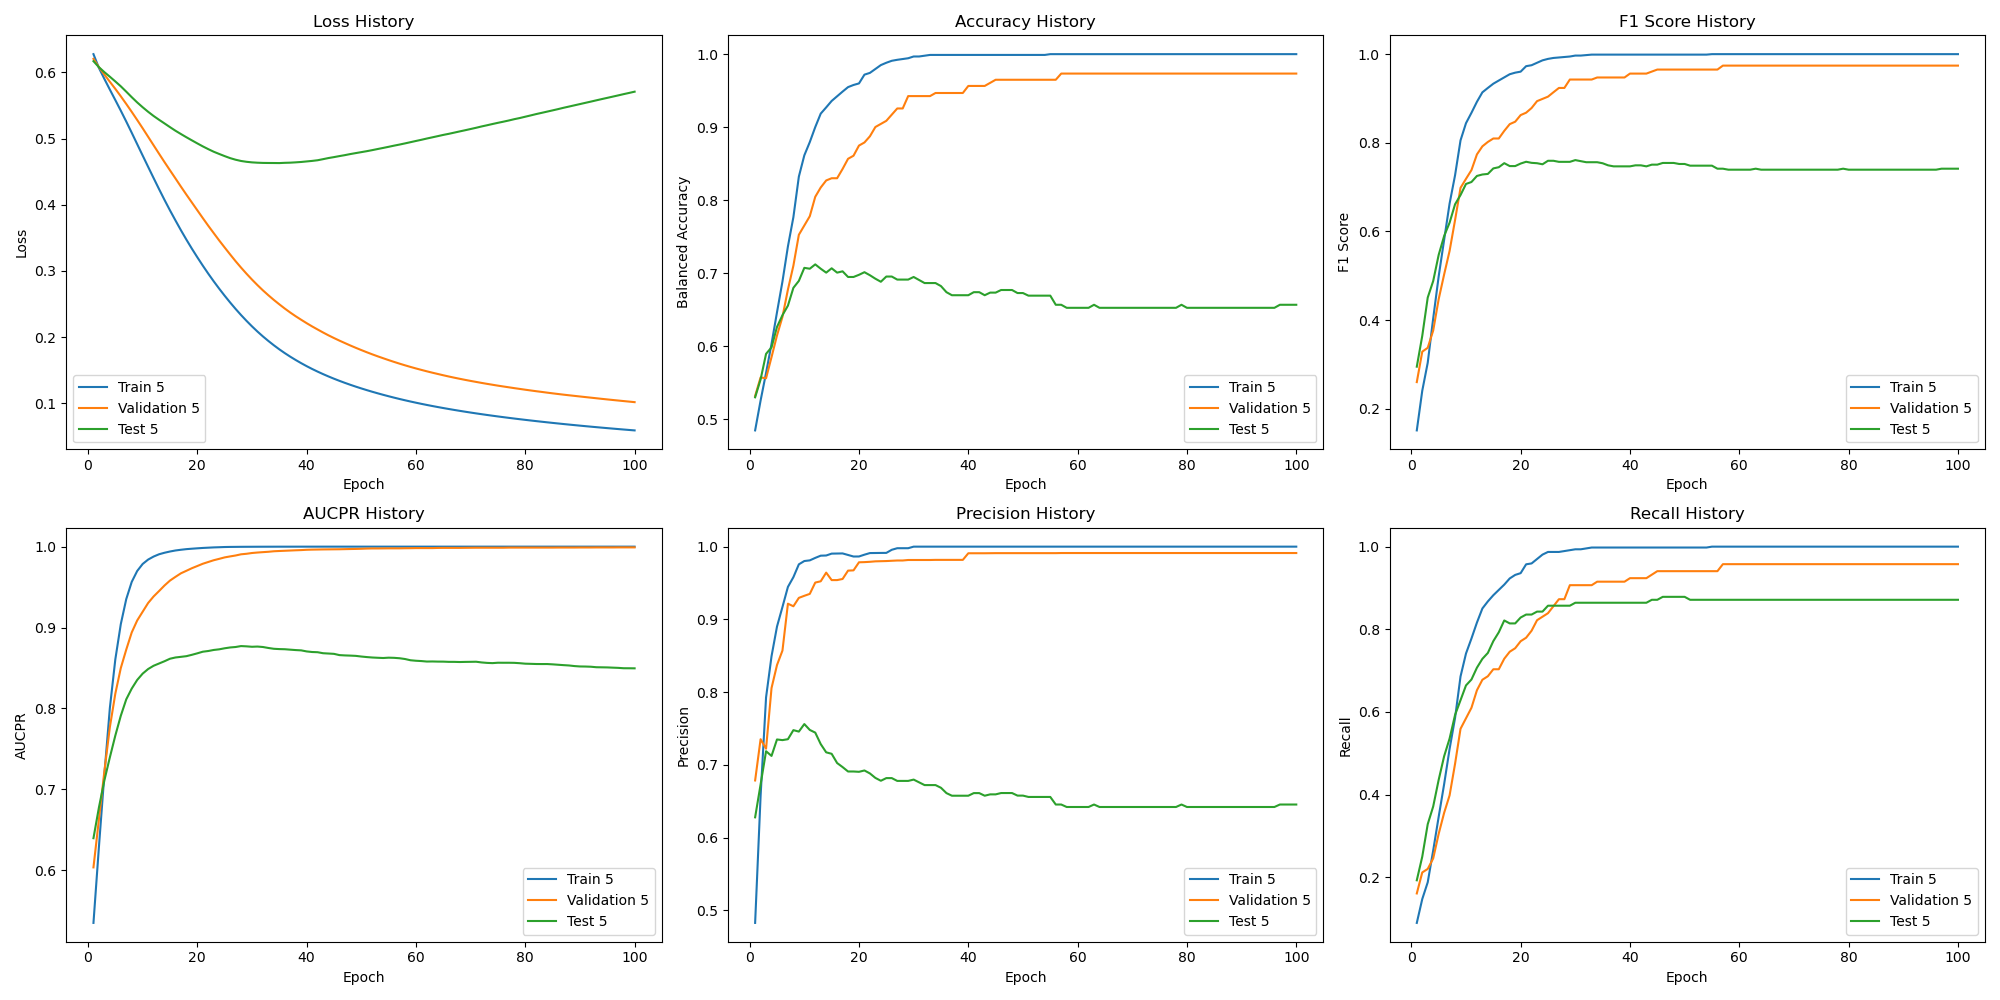 Loss History
Loss
0.6
0.5
0.4
0.3
0.2
0.1
Train 5
Validation 5
Test 5
0 20 40 60 80 100
Epoch
Accuracy History
Balanced Accuracy
1.0
0.9
0.8
0.7
0.6
0.5
Train 5
Validation 5
Test 5
0 20 40 60 80 100
Epoch
F1 Score History
F1 Score
1.0
0.8
0.6
0.4
0.2
Train 5
Validation 5
Test 5
0 20 40 60 80 100
Epoch
AUCPR History
AUCPR
1.0
0.9
0.8
0.7
0.6
Train 5
Validation 5
Test 5
0 20 40 60 80 100
Epoch
Precision History
Precision
1.0
0.9
0.8
0.7
0.6
0.5
Train 5
Validation 5
Test 5
0 20 40 60 80 100
Epoch
Recall History
Recall
1.0
0.8
0.6
0.4
0.2
Train 5
Validation 5
Test 5
0 20 40 60 80 100
Epoch